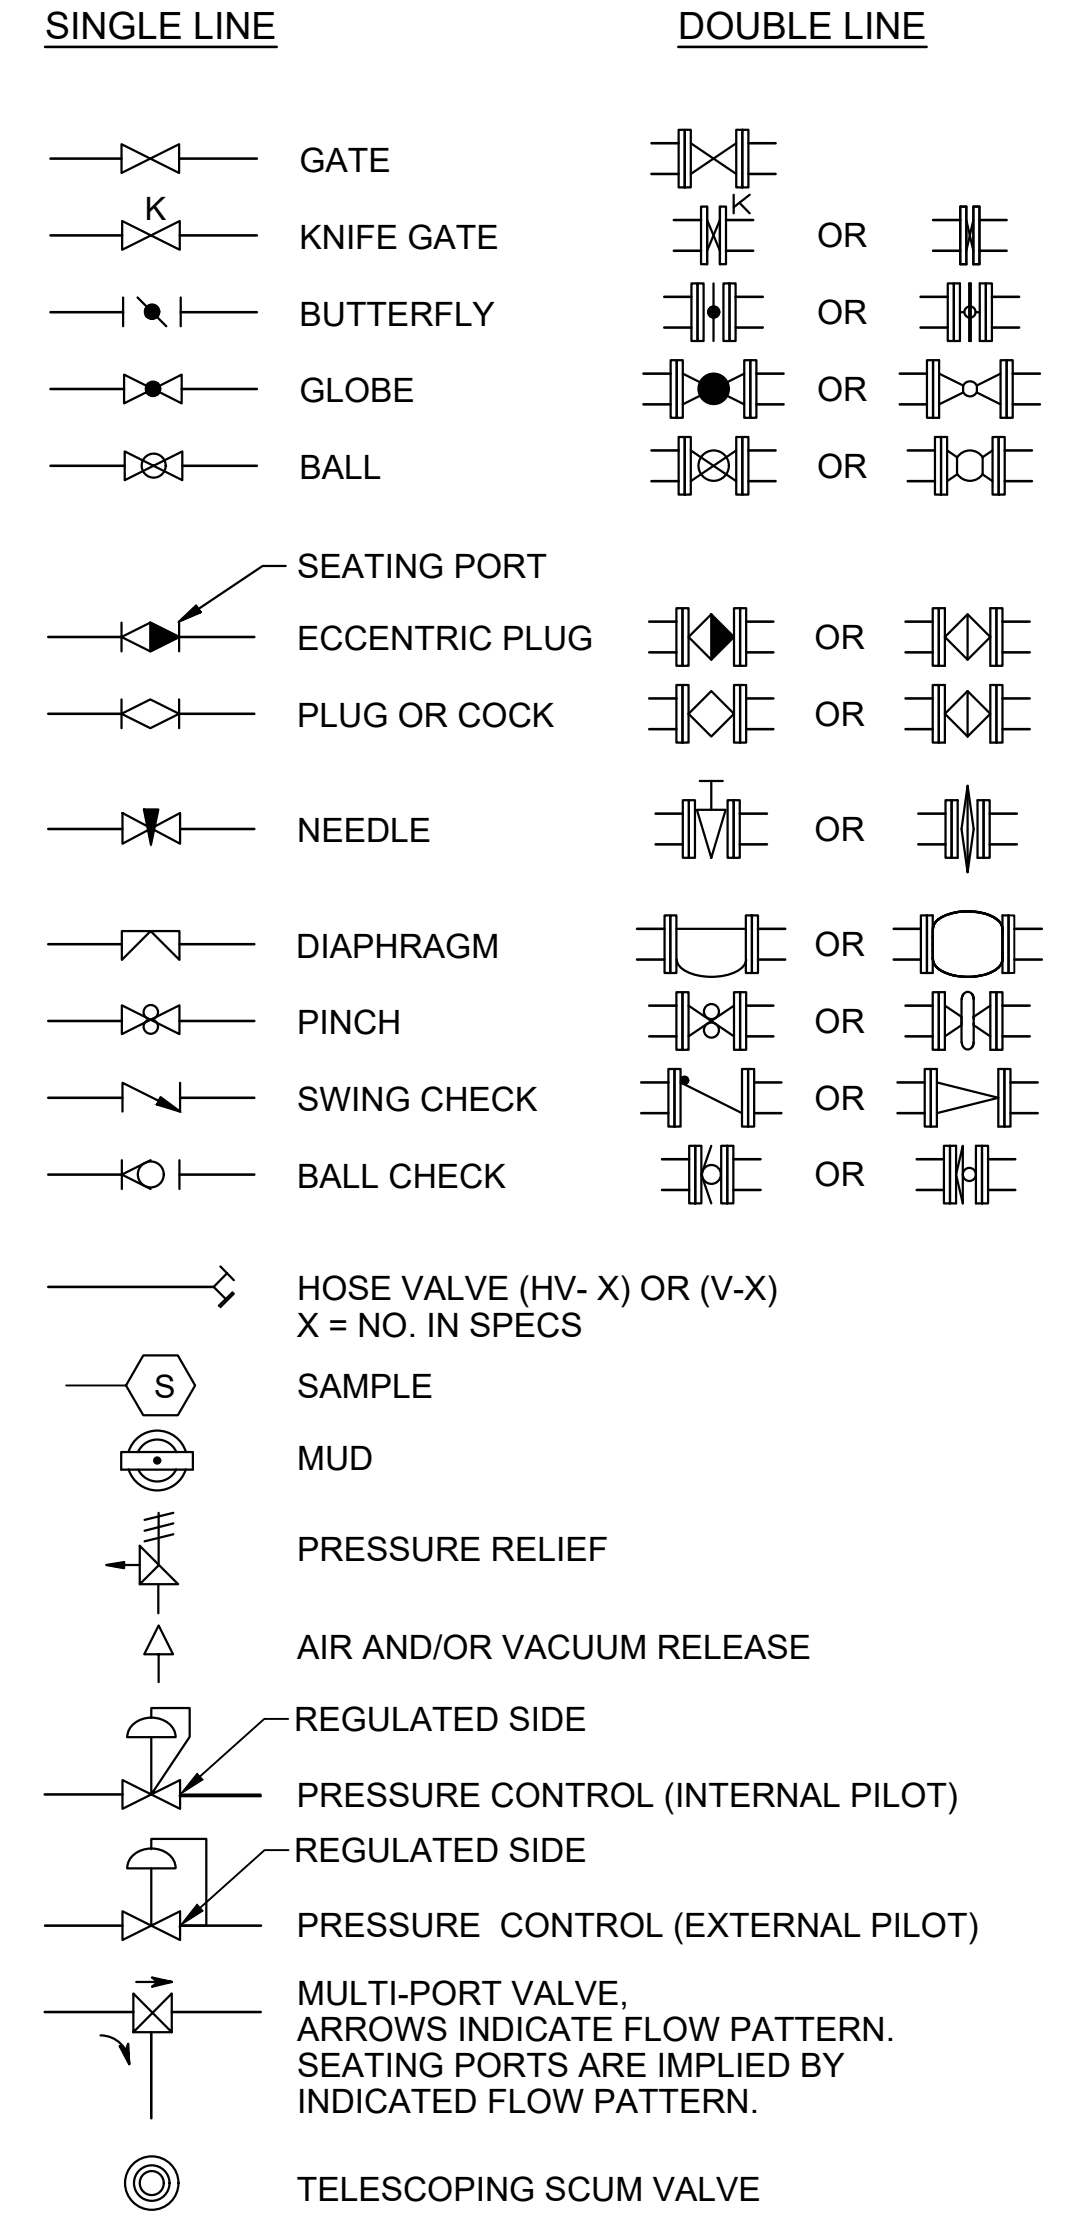 SINGLE LINE
DOUBLE LINE
GATE
K
K
KNIFE GATE
OR
BUTTERFLY
OR
GLOBE
OR
BALL
OR
SEATING PORT
ECCENTRIC PLUG
OR
PLUG OR COCK
OR
NEEDLE
OR
DIAPHRAGM
OR
PINCH
OR
SWING CHECK
OR
BALL CHECK
OR
HOSE VALVE (HV- X) OR (V-X)
X = NO. IN SPECS
S
SAMPLE
MUD
PRESSURE RELIEF
AIR AND/OR VACUUM RELEASE
REGULATED SIDE
PRESSURE CONTROL (INTERNAL PILOT)
REGULATED SIDE
PRESSURE  CONTROL (EXTERNAL PILOT)
MULTI-PORT VALVE,
ARROWS INDICATE FLOW PATTERN.
SEATING PORTS ARE IMPLIED BY
INDICATED FLOW PATTERN.
TELESCOPING SCUM VALVE